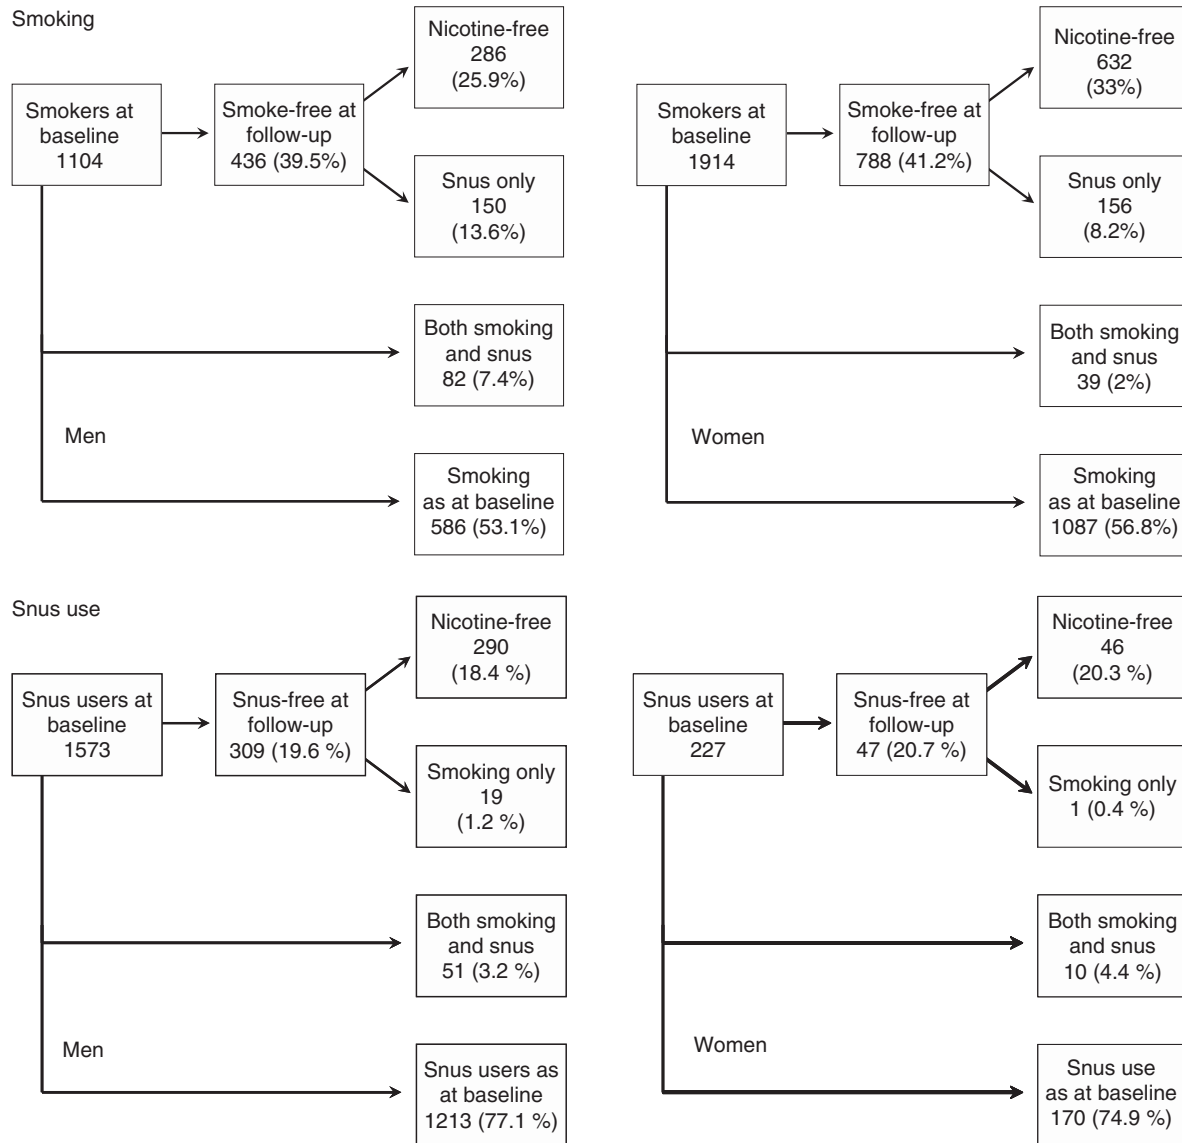 Smoking
Smokers at
baseline
1104
Smoke-free at
follow-up
436 (39.5%)
Nicotine-free
286
(25.9%)
Snus only
150
(13.6%)
Both smoking
and snus
82 (7.4%)
Men
Smoking
as at baseline
586 (53.1%)
Smokers at
baseline
1914
Smoke-free at
follow-up
788 (41.2%)
Nicotine-free
632
(33%)
Snus only
156
(8.2%)
Both smoking
and snus
39 (2%)
Women
Smoking
as at baseline
1087 (56.8%)
Snus use
Snus users at
baseline
1573
Snus-free at
follow-up
309 (19.6 %)
Nicotine-free
290
(18.4 %)
Smoking only
19
(1.2 %)
Both smoking
and snus
51 (3.2 %)
Men
Snus users as
at baseline
1213 (77.1 %)
Snus users at
baseline
227
Snus-free at
follow-up
47 (20.7 %)
Nicotine-free
46
(20.3 %)
Smoking only
1 (0.4 %)
Both smoking
and snus
10 (4.4 %)
Women
Snus use
as at baseline
170 (74.9 %)